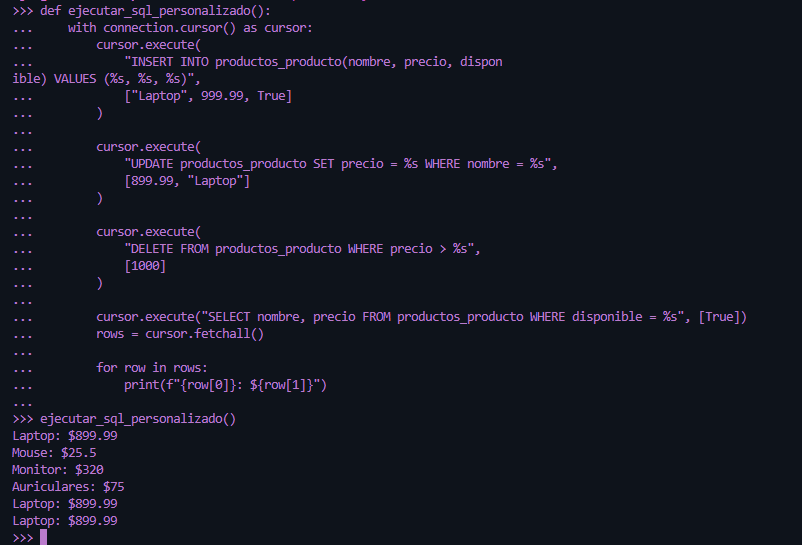 >>> def ejecutar_sql_personalizado():
...     with connection.cursor() as cursor:
...         cursor.execute(
...             "INSERT INTO productos_producto(nombre, precio, dispon
ible) VALUES (%s, %s, %s)",
...             ["Laptop", 999.99, True]
...         )
...
...         cursor.execute(
...             "UPDATE productos_producto SET precio = %s WHERE nombre = %s",
...             [899.99, "Laptop"]
...         )
...
...         cursor.execute(
...             "DELETE FROM productos_producto WHERE precio > %s",
...             [1000]
...         )
...
...         cursor.execute("SELECT nombre, precio FROM productos_producto WHERE disponible = %s", [True])
...         rows = cursor.fetchall()
...
...         for row in rows:
...             print(f"{row[0]}: ${row[1]}")
...
>>> ejecutar_sql_personalizado()
Laptop: $899.99
Mouse: $25.5
Monitor: $320
Auriculares: $75
Laptop: $899.99
Laptop: $899.99
>>>